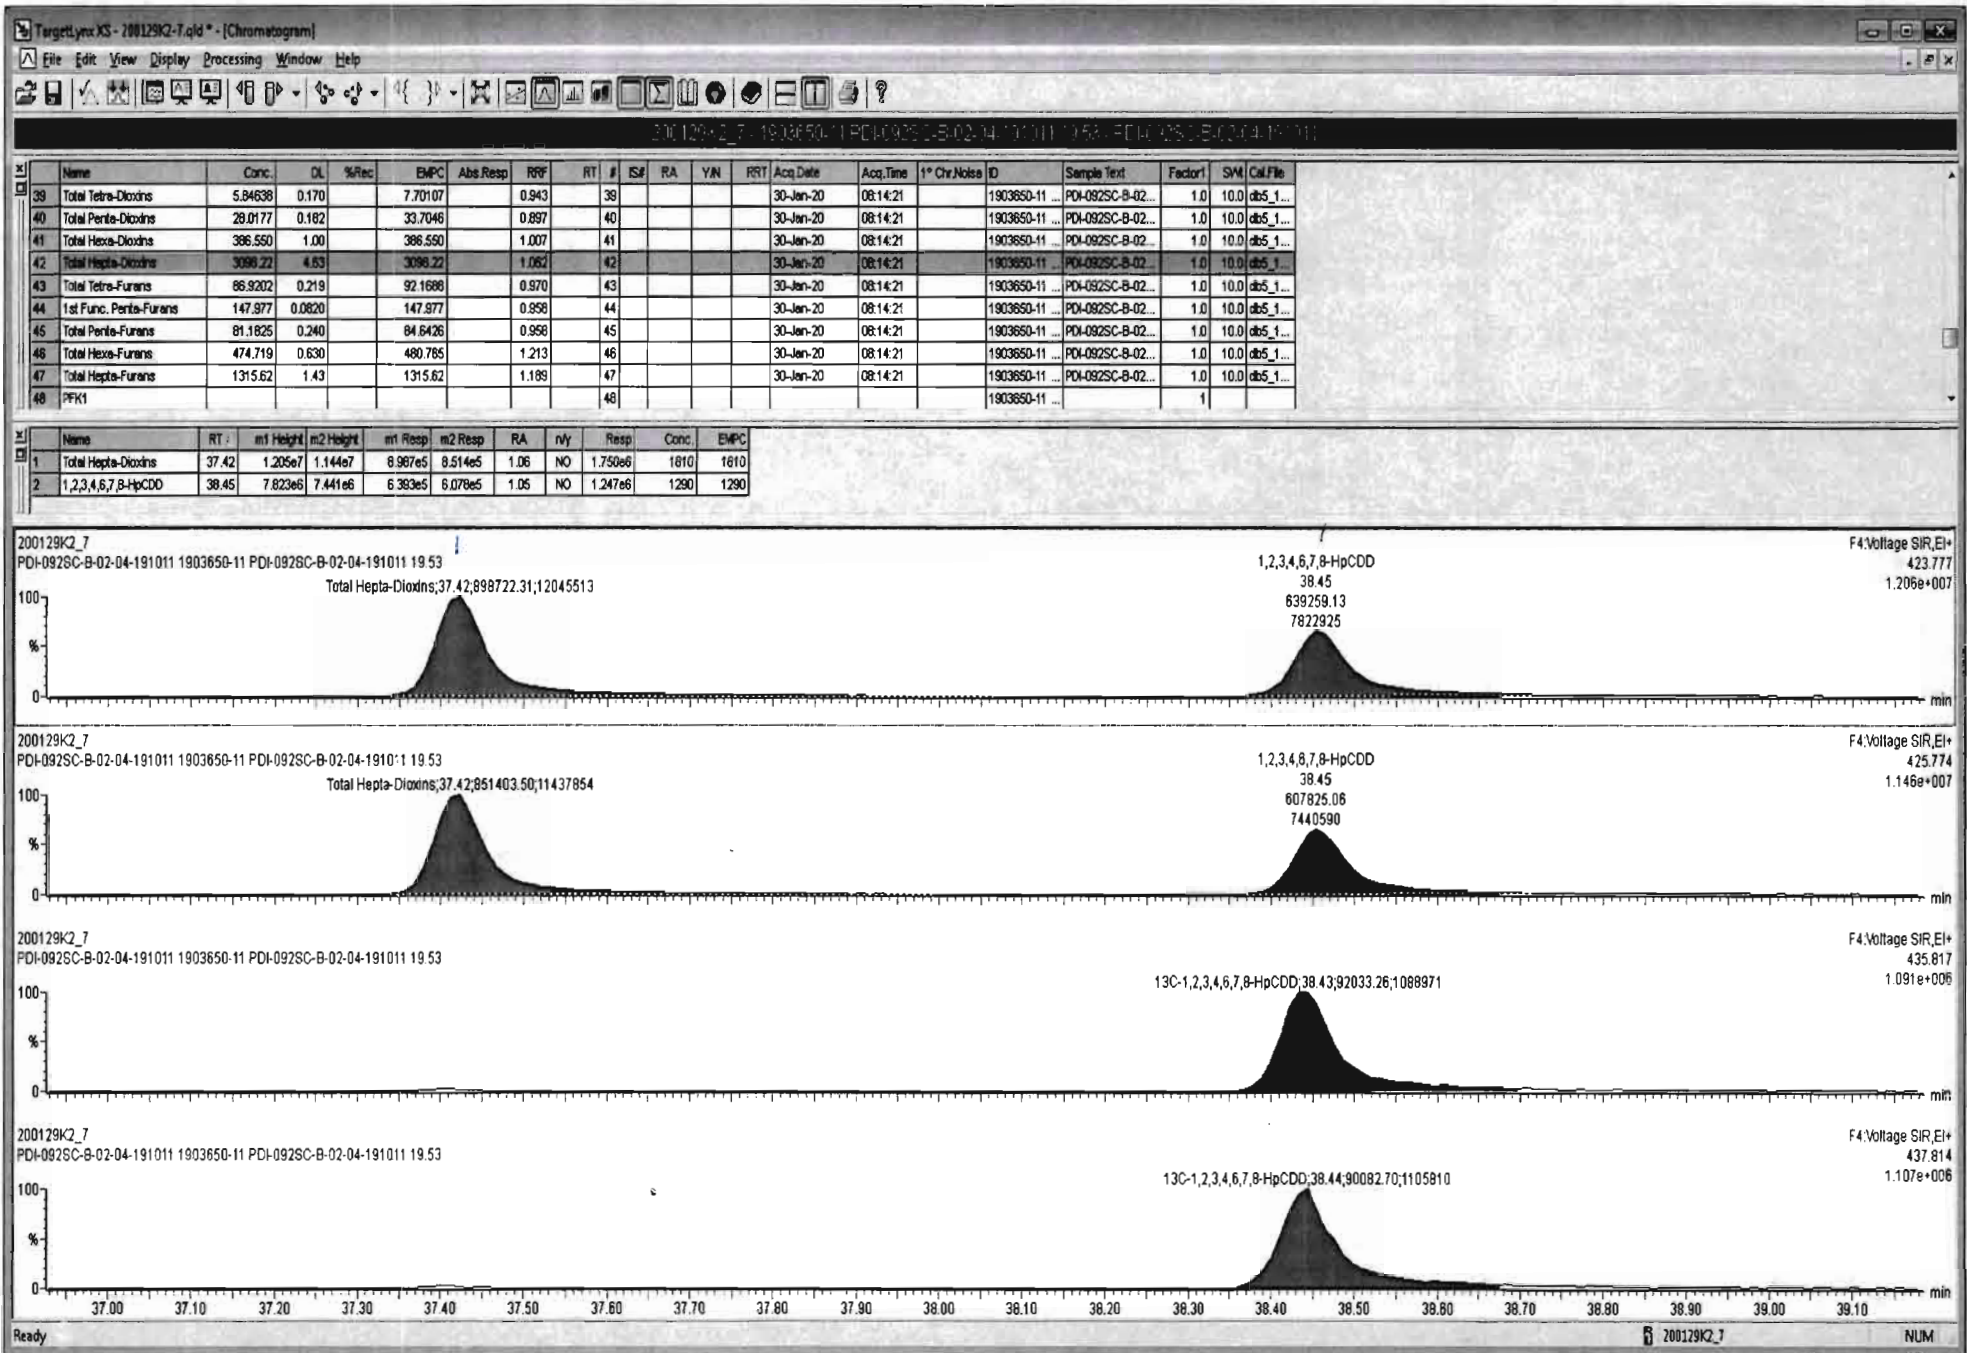 TargetLynx XS - 200129K2-7.qld * - [Chromatogram]
File Edit View Display Processing Window Help
200129K2_7 - 1903650-11 PDI-092SC-B-02-04-191011 19.53 - PDI-092SC-B-02-04-191011
Name Conc. DL %Rec EMPC Abs.Resp RRF RT # IS# RA Y/N RRT Acq.Date Acq.Time 1° Chr.Noise ID Sample Text Factor1 S/Wt Cal.File
39 Total Tetra-Dioxins 5.84638 0.170 7.70107 0.943 39 30-Jan-20 08:14:21 1903650-11 ... PDI-092SC-B-02... 1.0 10.0 db5_1...
40 Total Penta-Dioxins 28.0177 0.182 33.7046 0.897 40 30-Jan-20 08:14:21 1903650-11 ... PDI-092SC-B-02... 1.0 10.0 db5_1...
41 Total Hexa-Dioxins 386.550 1.00 386.550 1.007 41 30-Jan-20 08:14:21 1903650-11 ... PDI-092SC-B-02... 1.0 10.0 db5_1...
42 Total Hepta-Dioxins 3098.22 4.63 3098.22 1.062 42 30-Jan-20 08:14:21 1903650-11 ... PDI-092SC-B-02... 1.0 10.0 db5_1...
43 Total Tetra-Furans 86.9202 0.219 92.1686 0.970 43 30-Jan-20 08:14:21 1903650-11 ... PDI-092SC-B-02... 1.0 10.0 db5_1...
44 1st Func. Penta-Furans 147.977 0.0820 147.977 0.958 44 30-Jan-20 08:14:21 1903650-11 ... PDI-092SC-B-02... 1.0 10.0 db5_1...
45 Total Penta-Furans 81.1825 0.240 84.6426 0.958 45 30-Jan-20 08:14:21 1903650-11 ... PDI-092SC-B-02... 1.0 10.0 db5_1...
46 Total Hexa-Furans 474.719 0.630 480.765 1.213 46 30-Jan-20 08:14:21 1903650-11 ... PDI-092SC-B-02... 1.0 10.0 db5_1...
47 Total Hepta-Furans 1315.62 1.43 1315.62 1.189 47 30-Jan-20 08:14:21 1903650-11 ... PDI-092SC-B-02... 1.0 10.0 db5_1...
48 PFK1 48 1903650-11 ... 1
Name RT m1 Height m2 Height m1 Resp m2 Resp RA n/y Resp Conc. EMPC
1 Total Hepta-Dioxins 37.42 1.205e7 1.144e7 8.987e5 8.514e5 1.06 NO 1.750e6 1810 1810
2 1,2,3,4,6,7,8-HpCDD 38.45 7.823e6 7.441e6 6.393e5 6.078e5 1.05 NO 1.247e6 1290 1290
200129K2_7
PDI-092SC-B-02-04-191011 1903650-11 PDI-092SC-B-02-04-191011 19.53
F4:Voltage SIR,EI+
423.777
1.206e+007
Total Hepta-Dioxins;37.42;898722.31;12045513
1,2,3,4,6,7,8-HpCDD
38.45
639259.13
7822925
100
%
0
min
200129K2_7
PDI-092SC-B-02-04-191011 1903650-11 PDI-092SC-B-02-04-191011 19.53
F4:Voltage SIR,EI+
425.774
1.146e+007
Total Hepta-Dioxins;37.42;851403.50;11437854
1,2,3,4,6,7,8-HpCDD
38.45
607825.06
7440590
100
%
0
min
200129K2_7
PDI-092SC-B-02-04-191011 1903650-11 PDI-092SC-B-02-04-191011 19.53
F4:Voltage SIR,EI+
435.817
1.091e+006
13C-1,2,3,4,6,7,8-HpCDD;38.43;92033.26;1088971
100
%
0
min
200129K2_7
PDI-092SC-B-02-04-191011 1903650-11 PDI-092SC-B-02-04-191011 19.53
F4:Voltage SIR,EI+
437.814
1.107e+006
13C-1,2,3,4,6,7,8-HpCDD;38.44;90082.70;1105810
100
%
0
min
37.00 37.10 37.20 37.30 37.40 37.50 37.60 37.70 37.80 37.90 38.00 38.10 38.20 38.30 38.40 38.50 38.60 38.70 38.80 38.90 39.00 39.10
Ready 200129K2_7 NUM